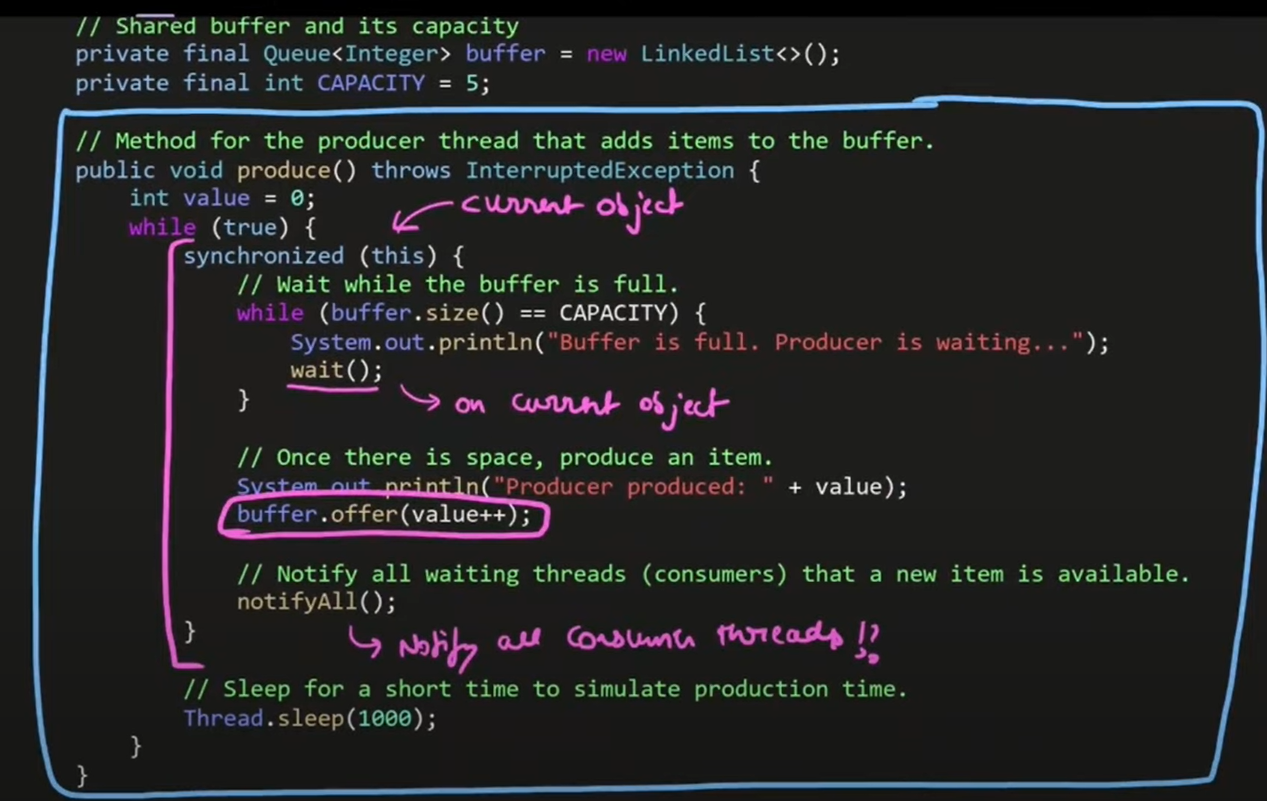 // Shared buffer and its capacity
private final Queue<Integer> buffer = new LinkedList<>();
private final int CAPACITY = 5;
// Method for the producer thread that adds items to the buffer.
public void produce() throws InterruptedException {
int value = 0;
current object
while (true) {
synchronized (this) {
// Wait while the buffer is full.
while (buffer.size() == CAPACITY) {
System.out.println("Buffer is full. Producer is waiting...");
wait();
}
on current object
// Once there is space, produce an item.
System.out.println("Producer produced: " + value);
buffer.offer(value++);
// Notify all waiting threads (consumers) that a new item is available.
notifyAll();
}
Notify all consumer threads !?
// Sleep for a short time to simulate production time.
Thread.sleep(1000);
}
}